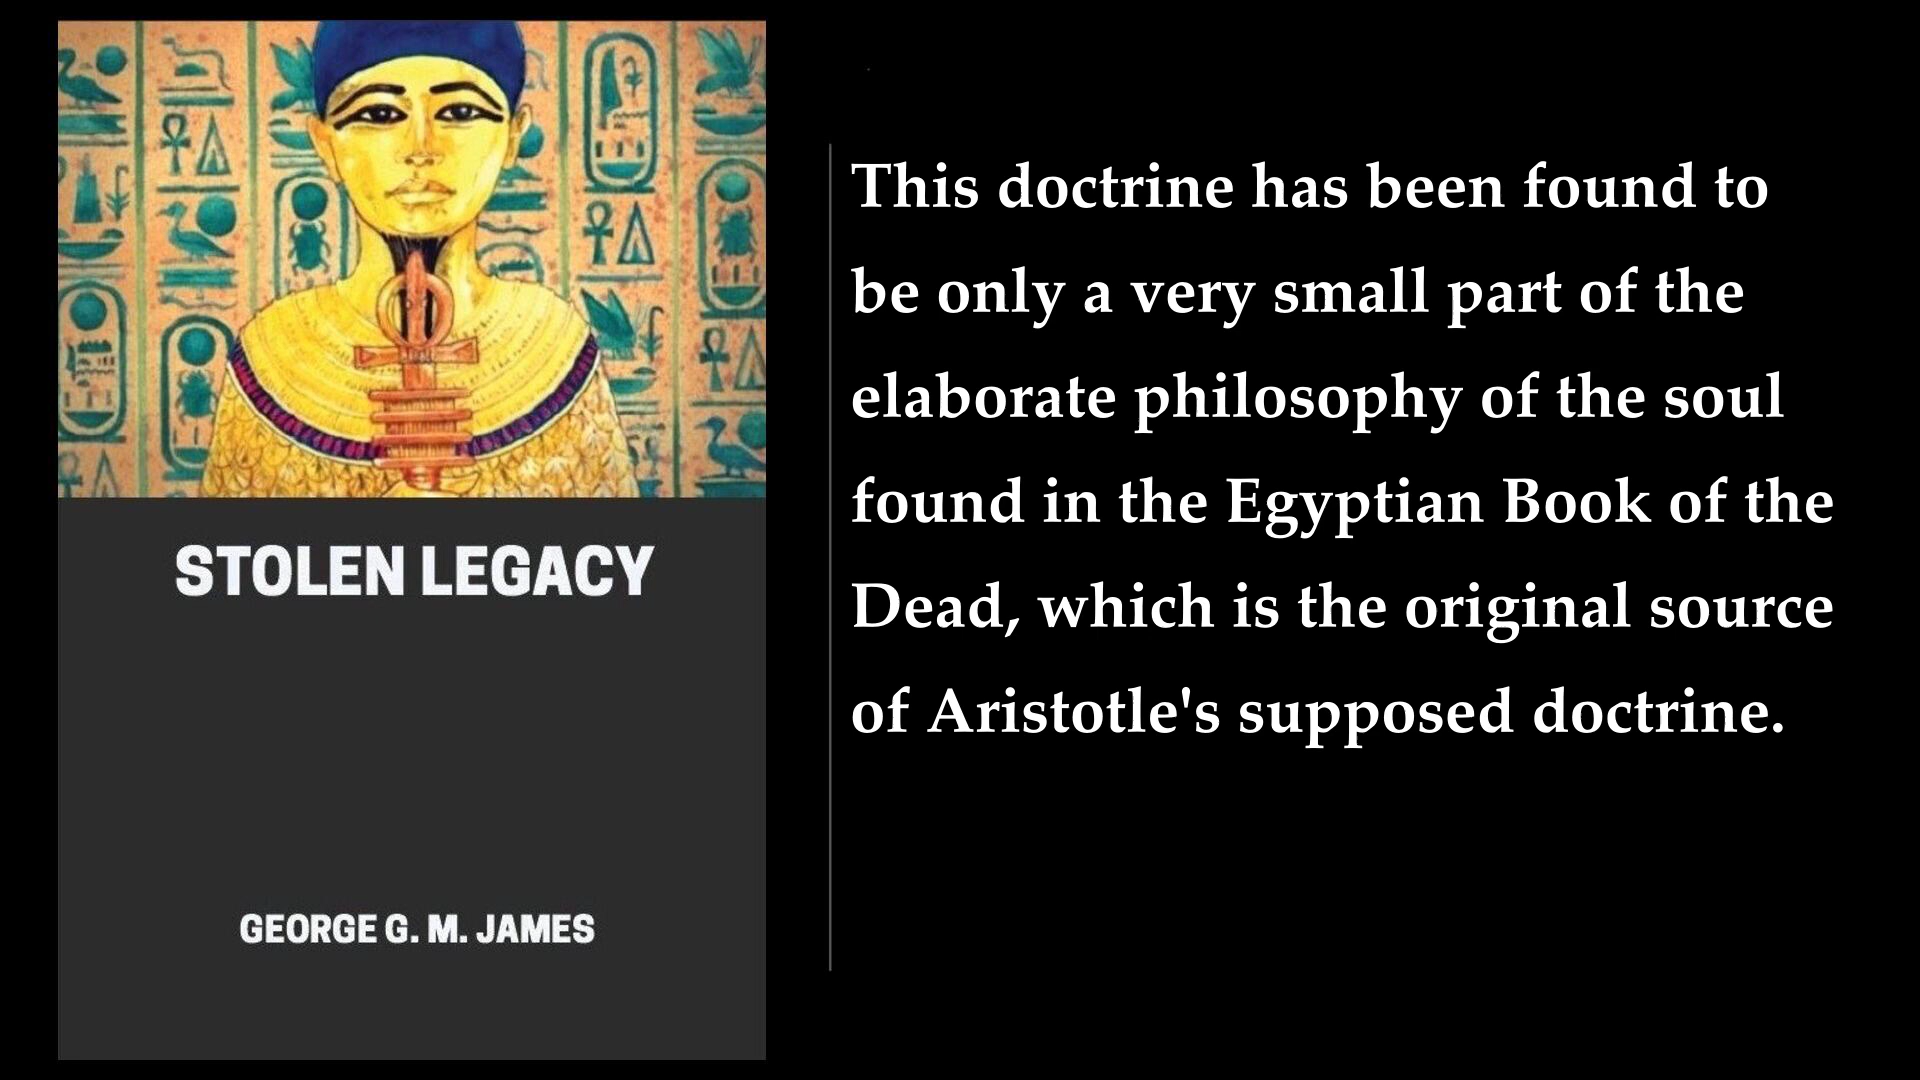 STOLEN LEGACY
GEORGE G. M. JAMES
This doctrine has been found to
be only a very small part of the
elaborate philosophy of the soul
found in the Egyptian Book of the
Dead, which is the original source
of Aristotle's supposed doctrine.